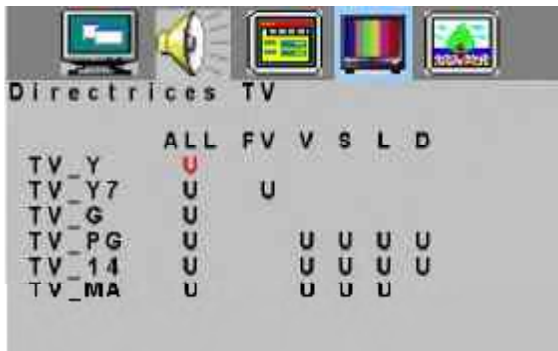 Directrices TV
ALL FV V S L D
TV_Y U
TV_Y7 U U
TV_G U
TV_PG U U U U U
TV_14 U U U U U
TV_MA U U U U